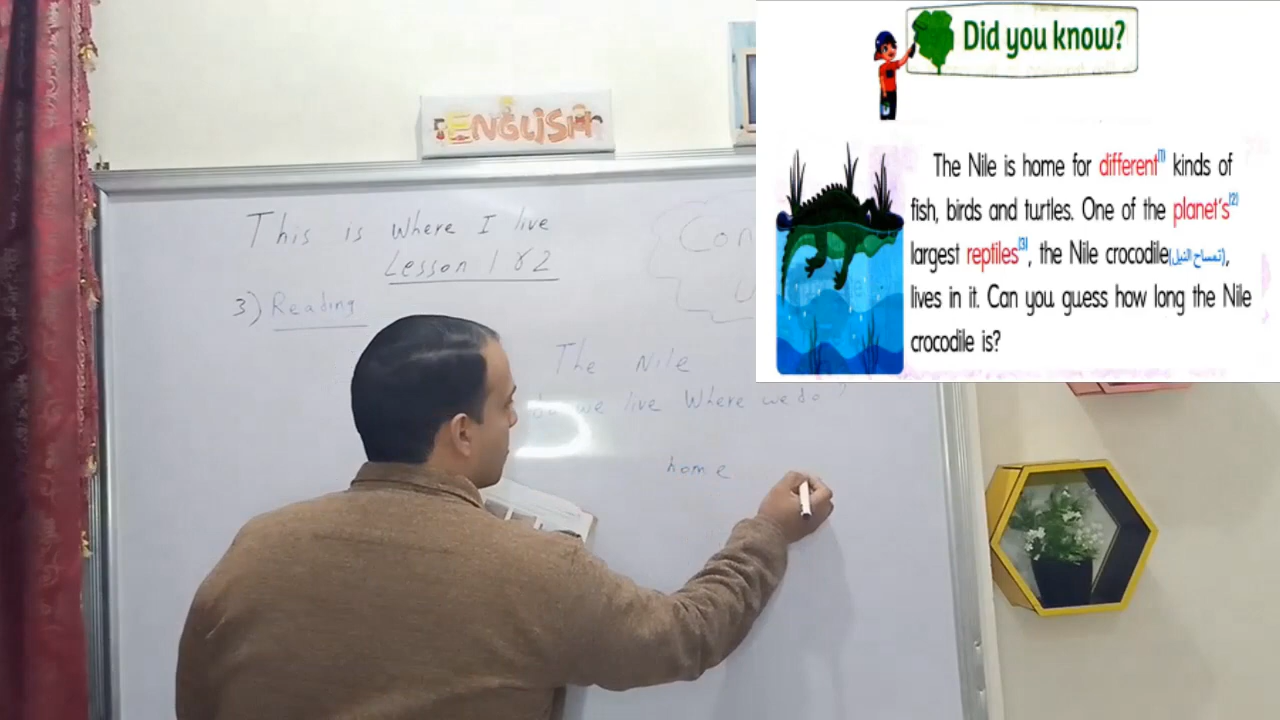 ENGLISH
This is Where I live
Lesson 1 & 2
3) Reading
Con
The Nile
we live Where we do ?
home
Did you know?
The Nile is home for different[1] kinds of
fish, birds and turtles. One of the planet's[2]
largest reptiles[3], the Nile crocodile(تمساح النيل),
lives in it. Can you guess how long the Nile
crocodile is?